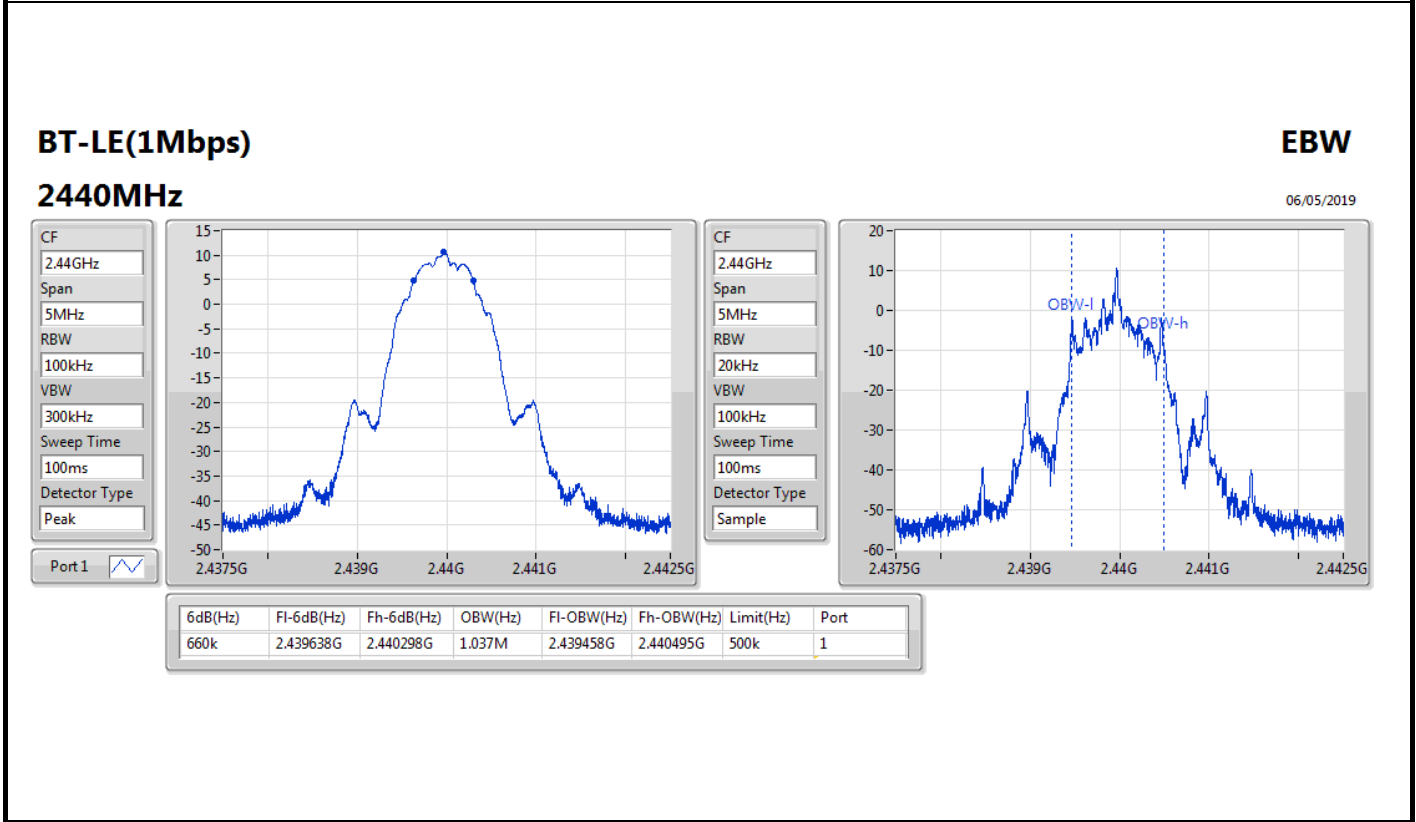 BT-LE(1Mbps)
EBW
2440MHz
06/05/2019
CF
2.44GHz
Span
5MHz
RBW
100kHz
VBW
300kHz
Sweep Time
100ms
Detector Type
Peak
Port 1
15
10
5
0
-5
-10
-15
-20
-25
-30
-35
-40
-45
-50
2.4375G 2.439G 2.44G 2.441G 2.4425G
CF
2.44GHz
Span
5MHz
RBW
20kHz
VBW
100kHz
Sweep Time
100ms
Detector Type
Sample
20
10
0
-10
-20
-30
-40
-50
-60
OBW-l
OBW-h
2.4375G 2.439G 2.44G 2.441G 2.4425G
6dB(Hz) Fl-6dB(Hz) Fh-6dB(Hz) OBW(Hz) Fl-OBW(Hz) Fh-OBW(Hz) Limit(Hz) Port
660k 2.439638G 2.440298G 1.037M 2.439458G 2.440495G 500k 1